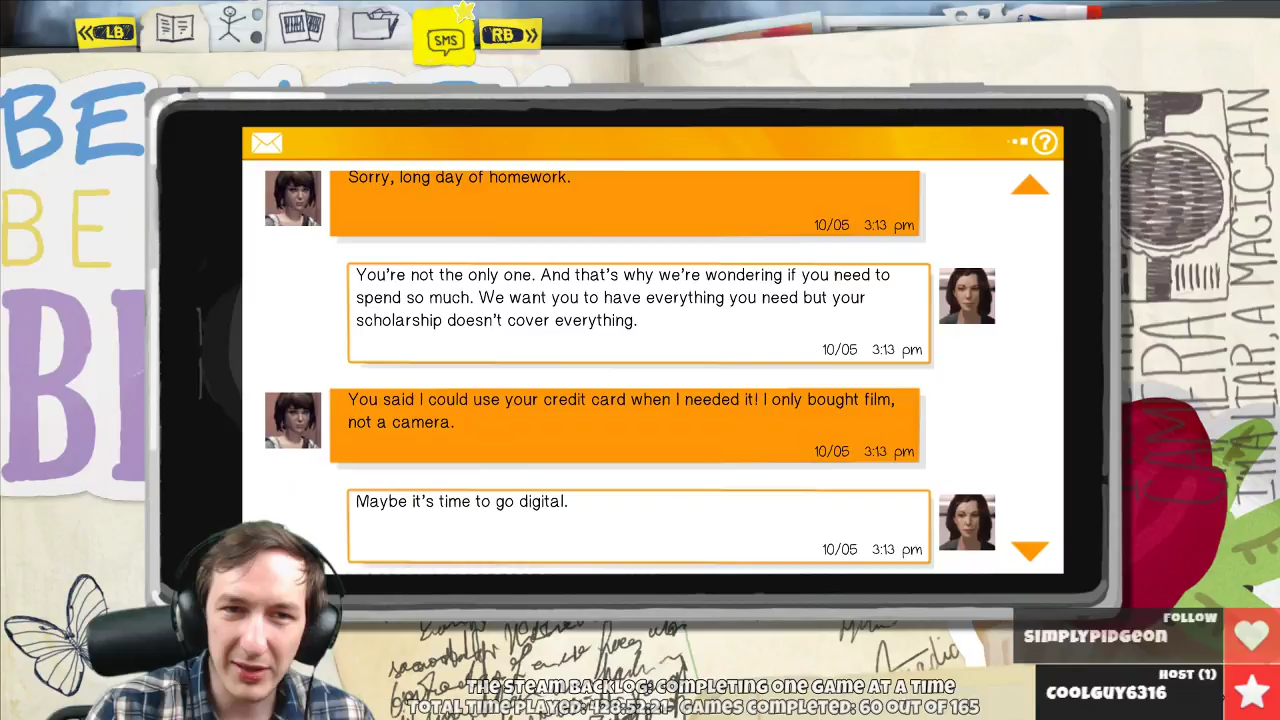 LB
SMS
RB
BE
BE
Sorry, long day of homework.
10/05 3:13 pm
You're not the only one. And that's why we're wondering if you need to
spend so much. We want you to have everything you need but your
scholarship doesn't cover everything.
10/05 3:13 pm
You said I could use your credit card when I needed it! I only bought film,
not a camera.
10/05 3:13 pm
Maybe it's time to go digital.
10/05 3:13 pm
FOLLOW
SIMPLYPIDGEON
HOST (1)
COOLGUY6316
THE STEAM BACKLOG: COMPLETING ONE GAME AT A TIME
TOTAL TIME PLAYED: 428:52:21 - GAMES COMPLETED: 60 OUT OF 165